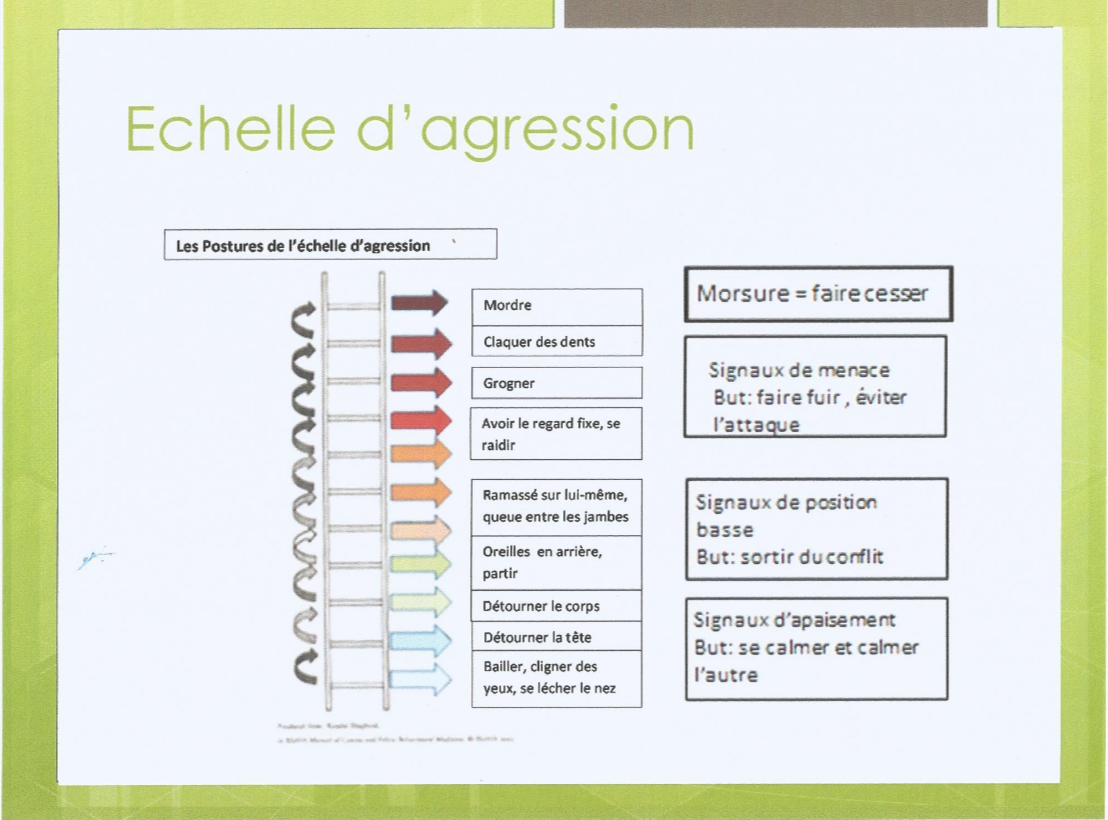 Echelle d’agression
Les Postures de l’échelle d’agression
Mordre
Claquer des dents
Grogner
Avoir le regard fixe, se
raidir
Ramassé sur lui-même,
queue entre les jambes
Oreilles en arrière,
partir
Détourner le corps
Détourner la tête
Bailler, cligner des
yeux, se lécher le nez
Morsure = faire cesser
Signaux de menace
But: faire fuir , éviter
l’attaque
Signaux de position
basse
But: sortir du conflit
Signaux d’apaisement
But: se calmer et calmer
l’autre